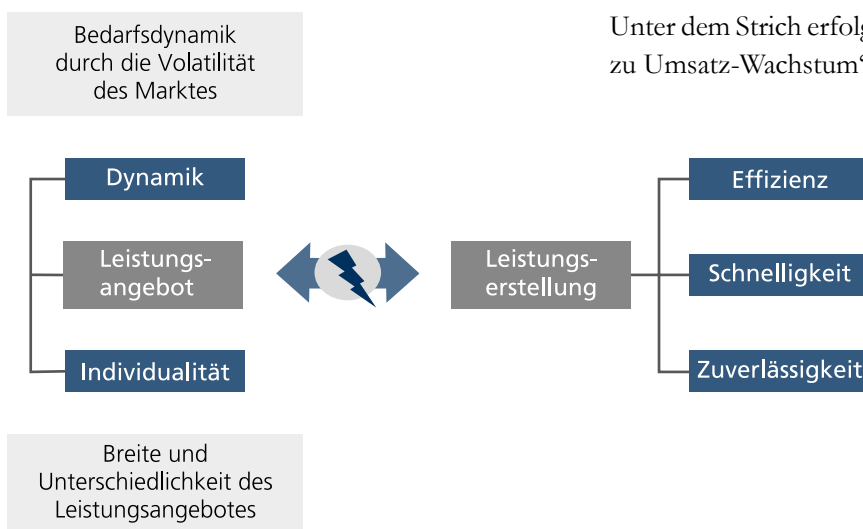 Bedarfsdynamik
durch die Volatilität
des Marktes
Unter dem Strich erfolg
zu Umsatz-Wachstum“
Dynamik
Leistungs-
angebot
Individualität
Leistungs-
erstellung
Effizienz
Schnelligkeit
Zuverlässigkeit
Breite und
Unterschiedlichkeit des
Leistungsangebotes